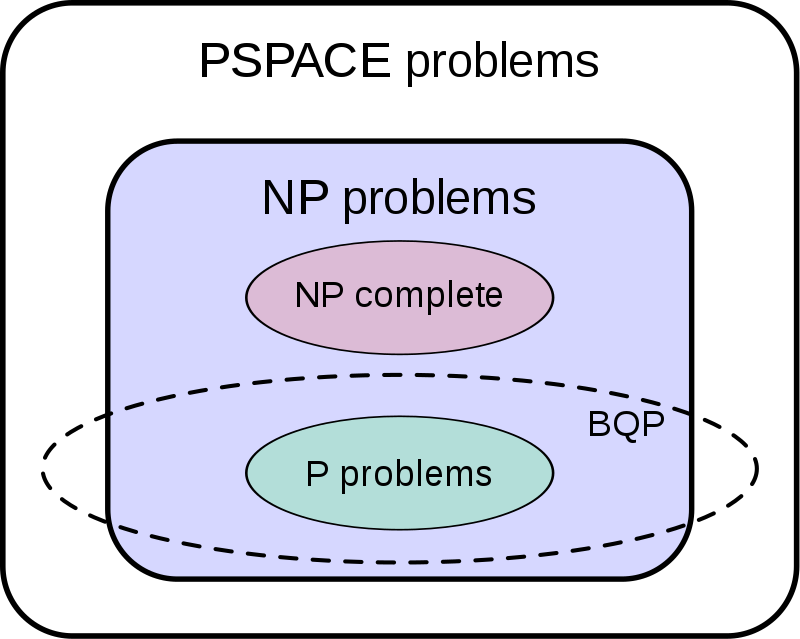 PSPACE problems
NP problems
NP complete
BQP
P problems